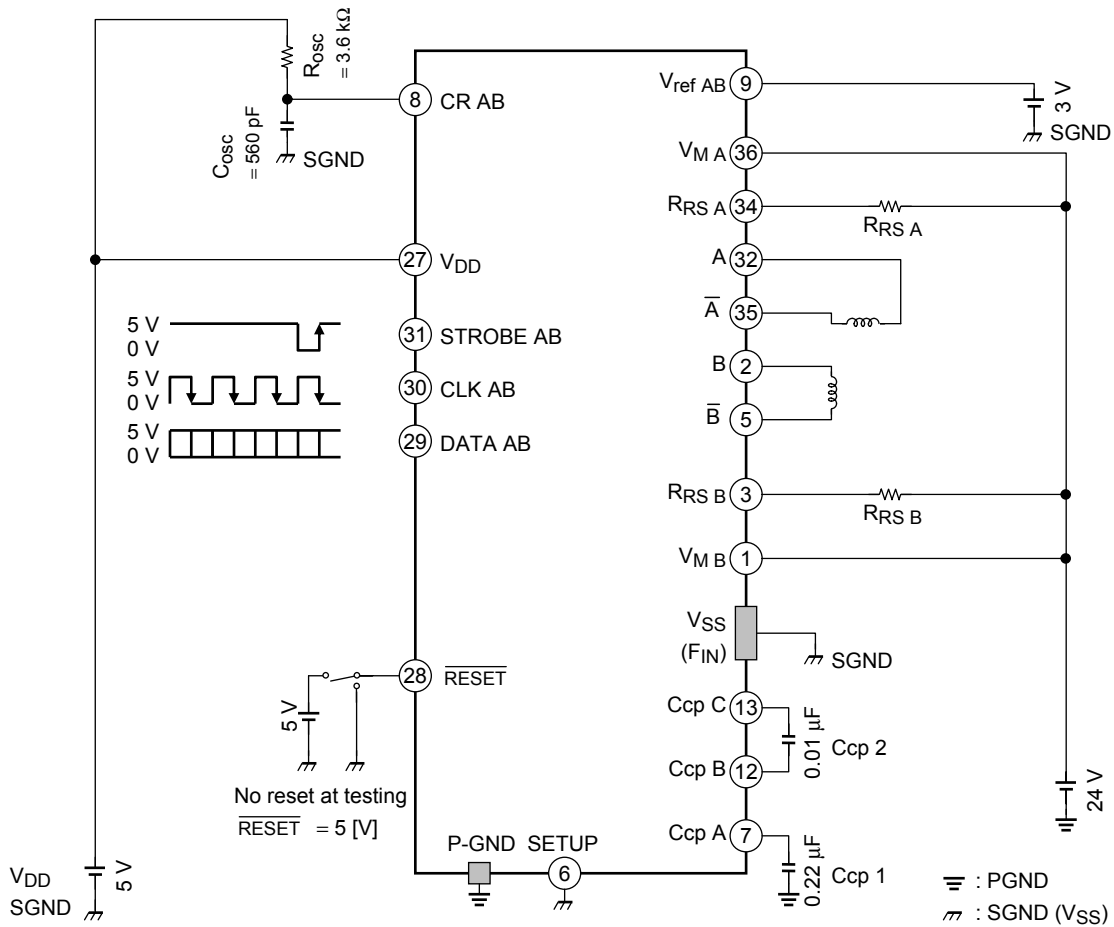 Rosc
= 3.6 kΩ
Cosc
= 560 pF
SGND
8
CR AB
27
VDD
5 V
0 V
31
STROBE AB
5 V
0 V
30
CLK AB
5 V
0 V
29
DATA AB
28
RESET
5 V
No reset at testing
RESET = 5 [V]
P-GND
SETUP
6
VDD
SGND
5 V
Vref AB
9
3 V
SGND
VM A
36
RRS A
34
RRS A
A
32
A
35
B
2
B
5
RRS B
3
RRS B
VM B
1
VSS
(FIN)
SGND
Ccp C
13
0.01 µF
Ccp 2
Ccp B
12
Ccp A
7
0.22 µF
Ccp 1
24 V
: PGND
: SGND (VSS)